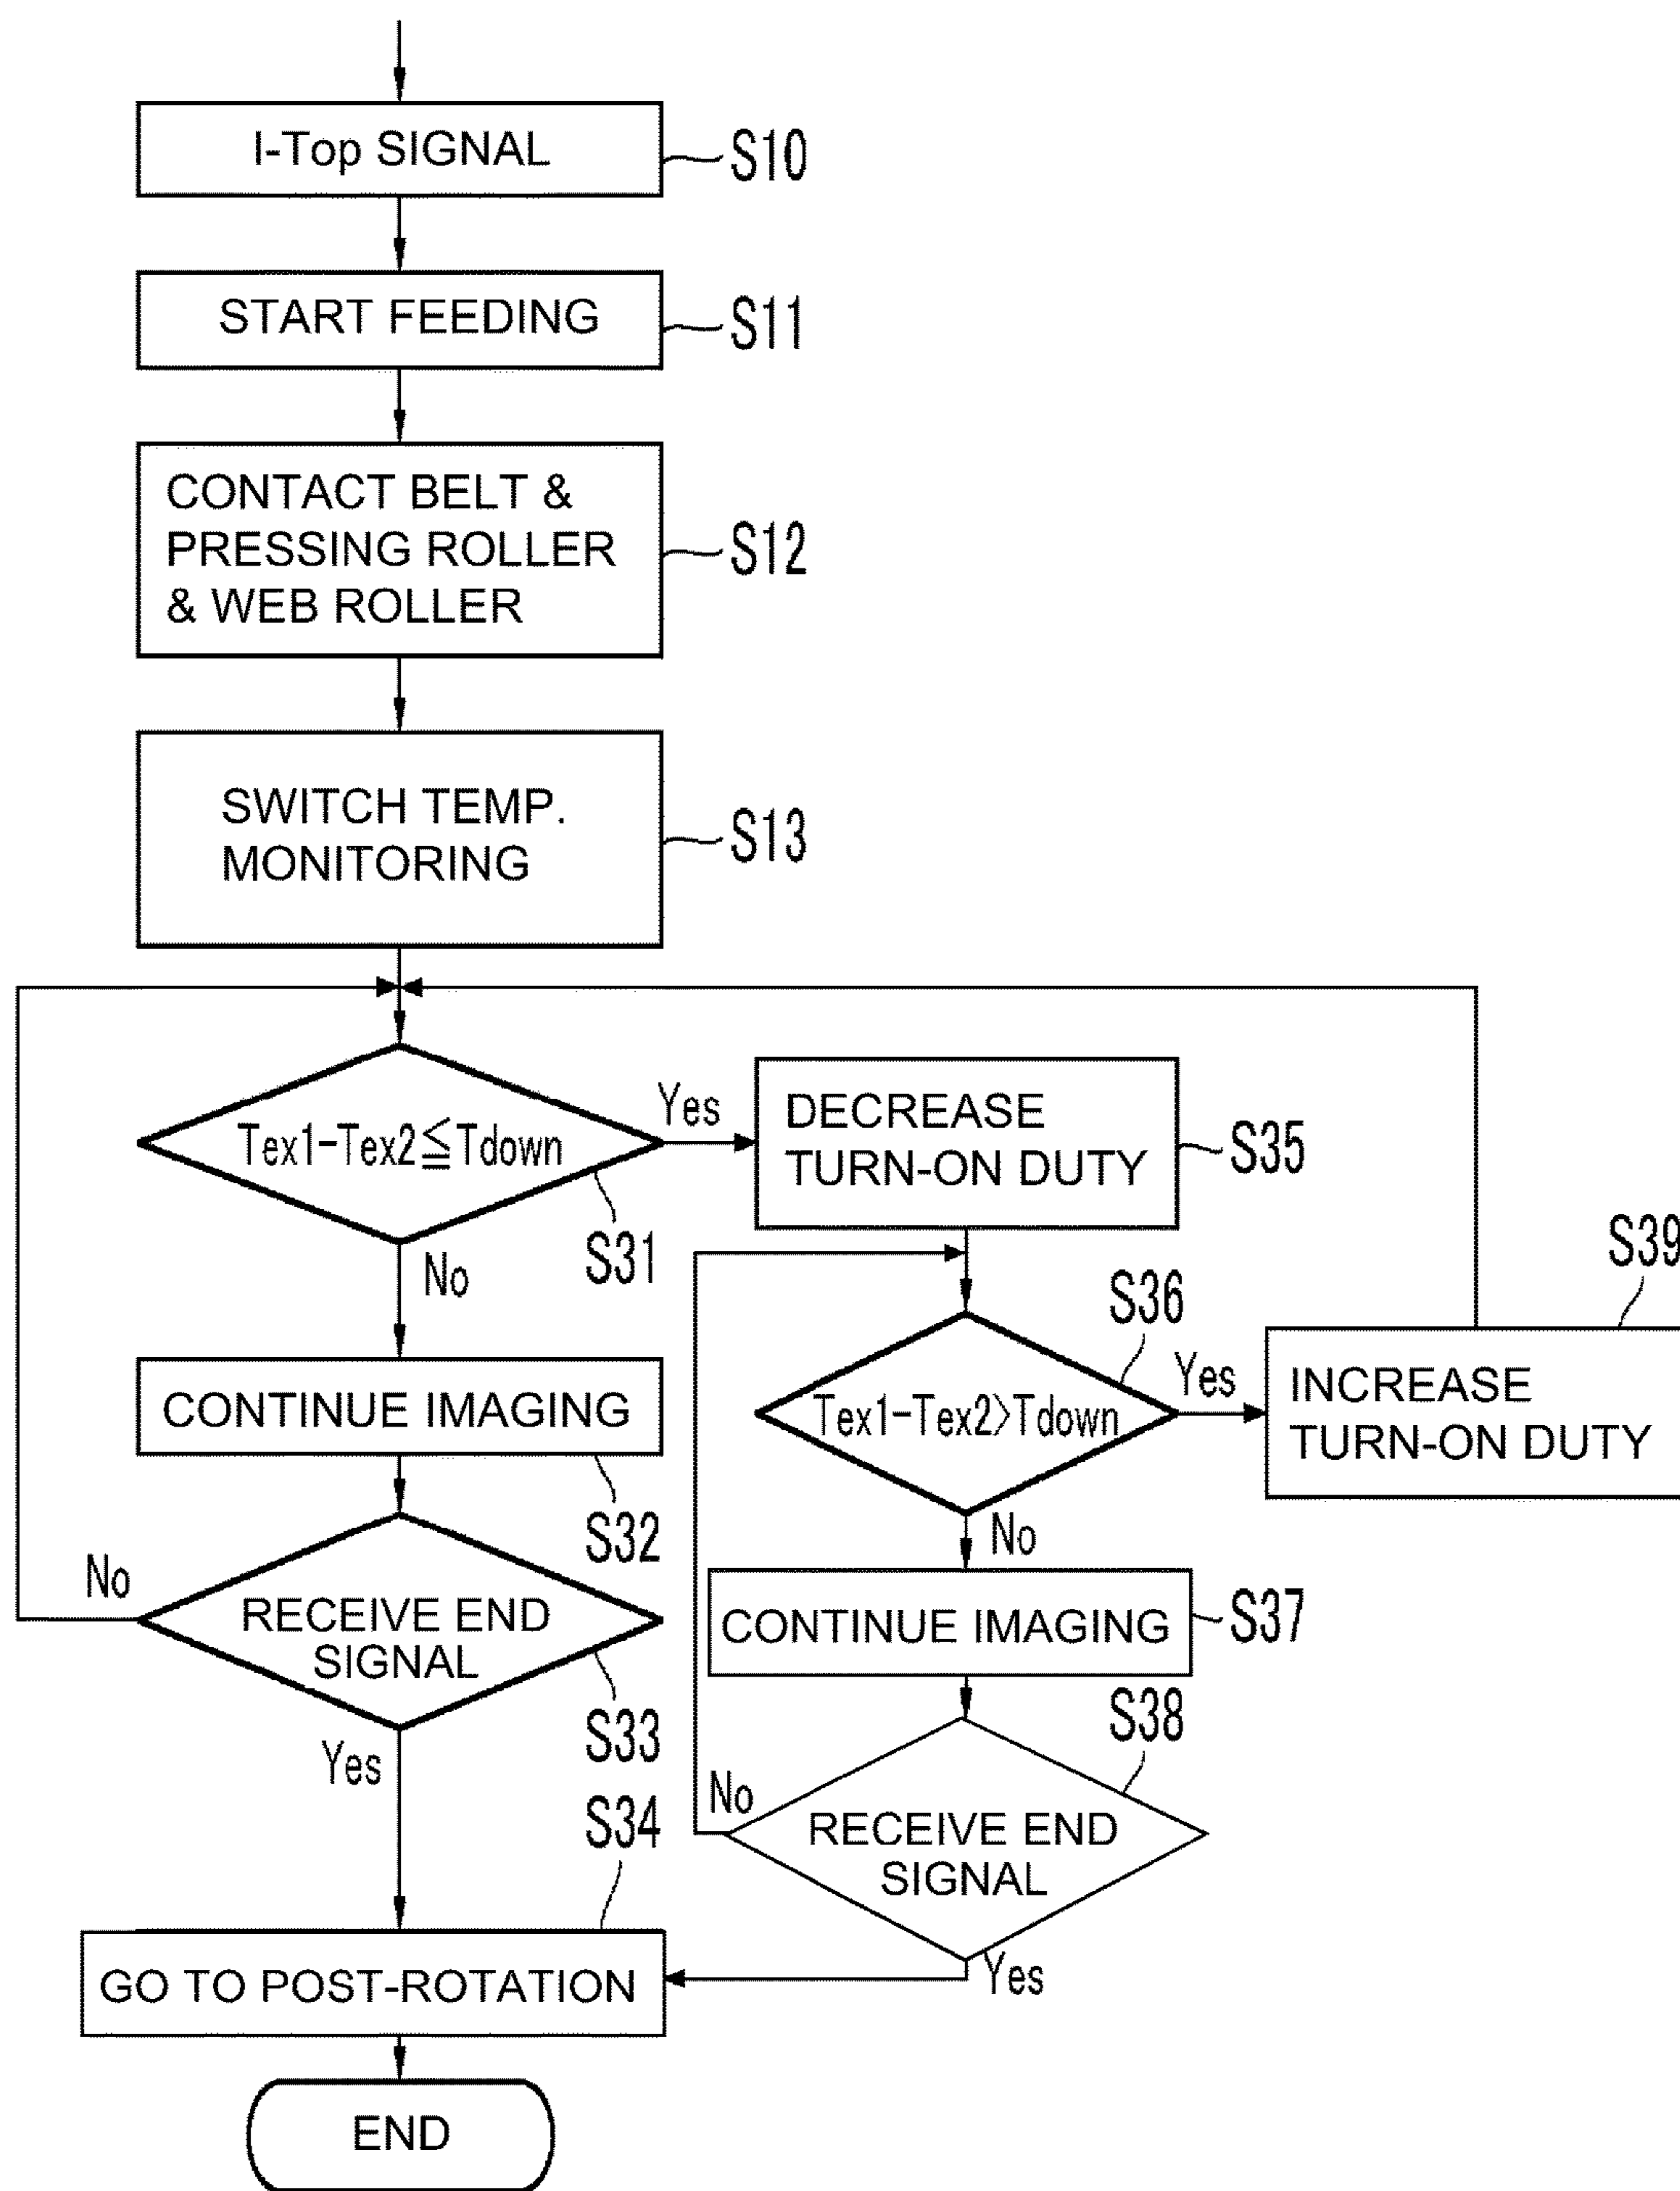 I-Top SIGNAL
S10
START FEEDING
S11
CONTACT BELT &
PRESSING ROLLER
& WEB ROLLER
S12
SWITCH TEMP.
MONITORING
S13
Tex1-Tex2≦Tdown
Yes
S31
No
DECREASE
TURN-ON DUTY
S35
S36
Tex1-Tex2>Tdown
Yes
No
S39
INCREASE
TURN-ON DUTY
CONTINUE IMAGING
S32
CONTINUE IMAGING
S37
No
RECEIVE END
SIGNAL
S33
Yes
S38
No
RECEIVE END
SIGNAL
Yes
S34
GO TO POST-ROTATION
END